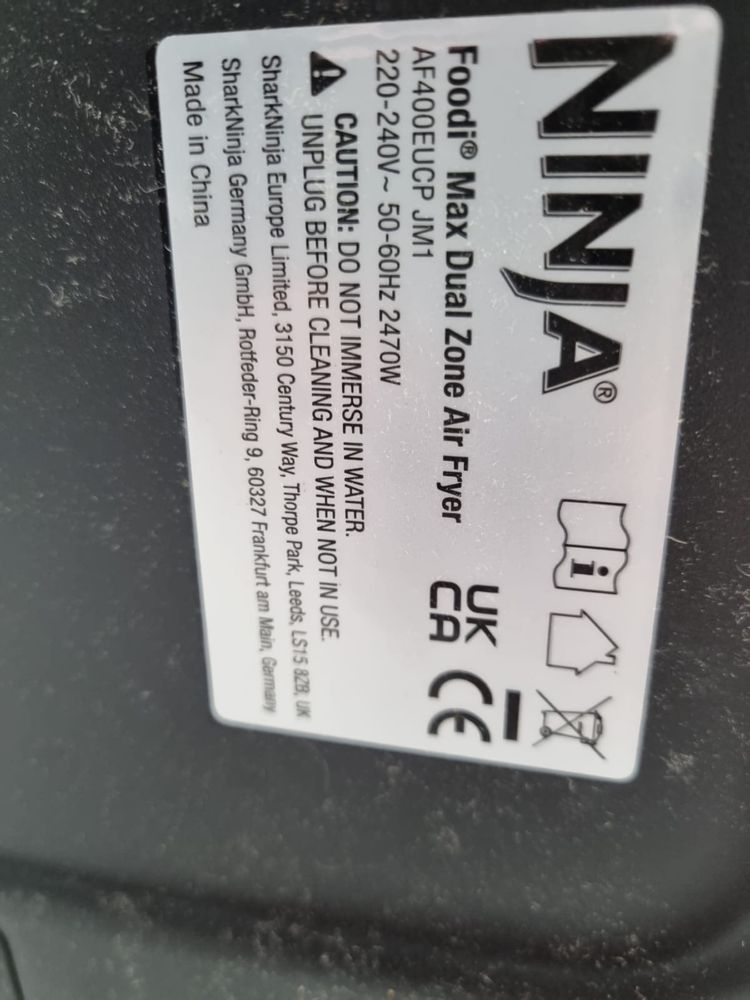 NINJA®
Foodi® Max Dual Zone Air Fryer
AF400EUCP JM1
220-240V~ 50-60Hz 2470W
UK
CA
CE
CAUTION: DO NOT IMMERSE IN WATER.
UNPLUG BEFORE CLEANING AND WHEN NOT IN USE.
SharkNinja Europe Limited, 3150 Century Way, Thorpe Park, Leeds, LS15 8ZB, UK
SharkNinja Germany GmbH, Rotfeder-Ring 9, 60327 Frankfurt am Main, Germany
Made in China